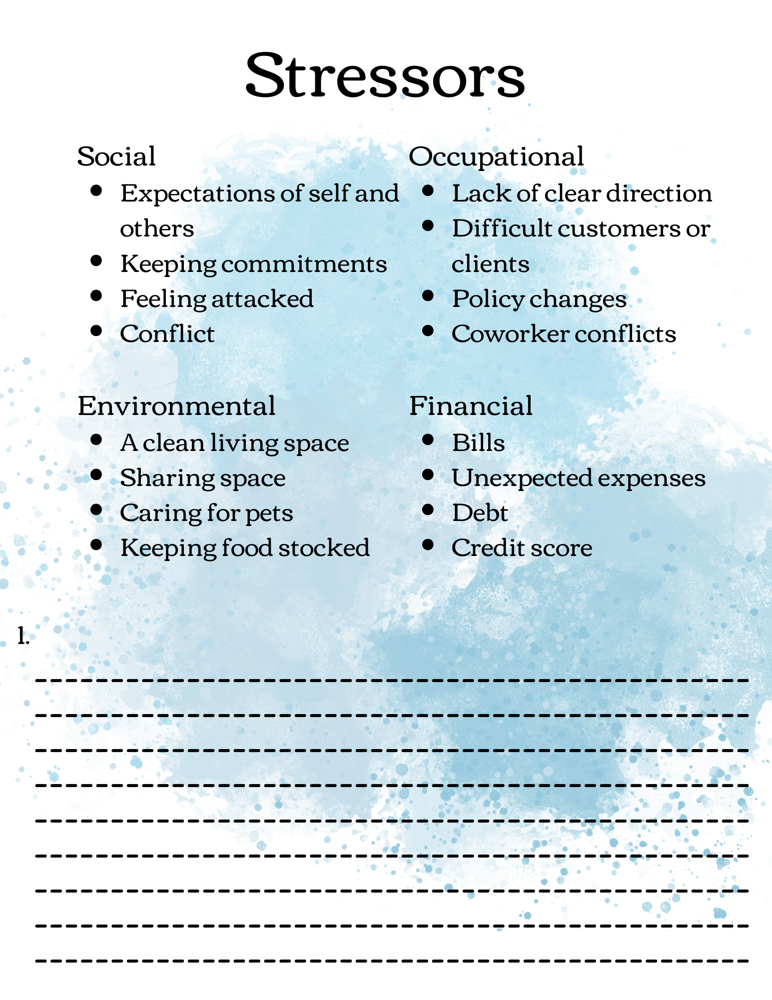 Stressors
Social
• Expectations of self and
others
• Keeping commitments
• Feeling attacked
• Conflict
Occupational
• Lack of clear direction
• Difficult customers or
clients
• Policy changes
• Coworker conflicts
Environmental
• A clean living space
• Sharing space
• Caring for pets
• Keeping food stocked
Financial
• Bills
• Unexpected expenses
• Debt
• Credit score
1.